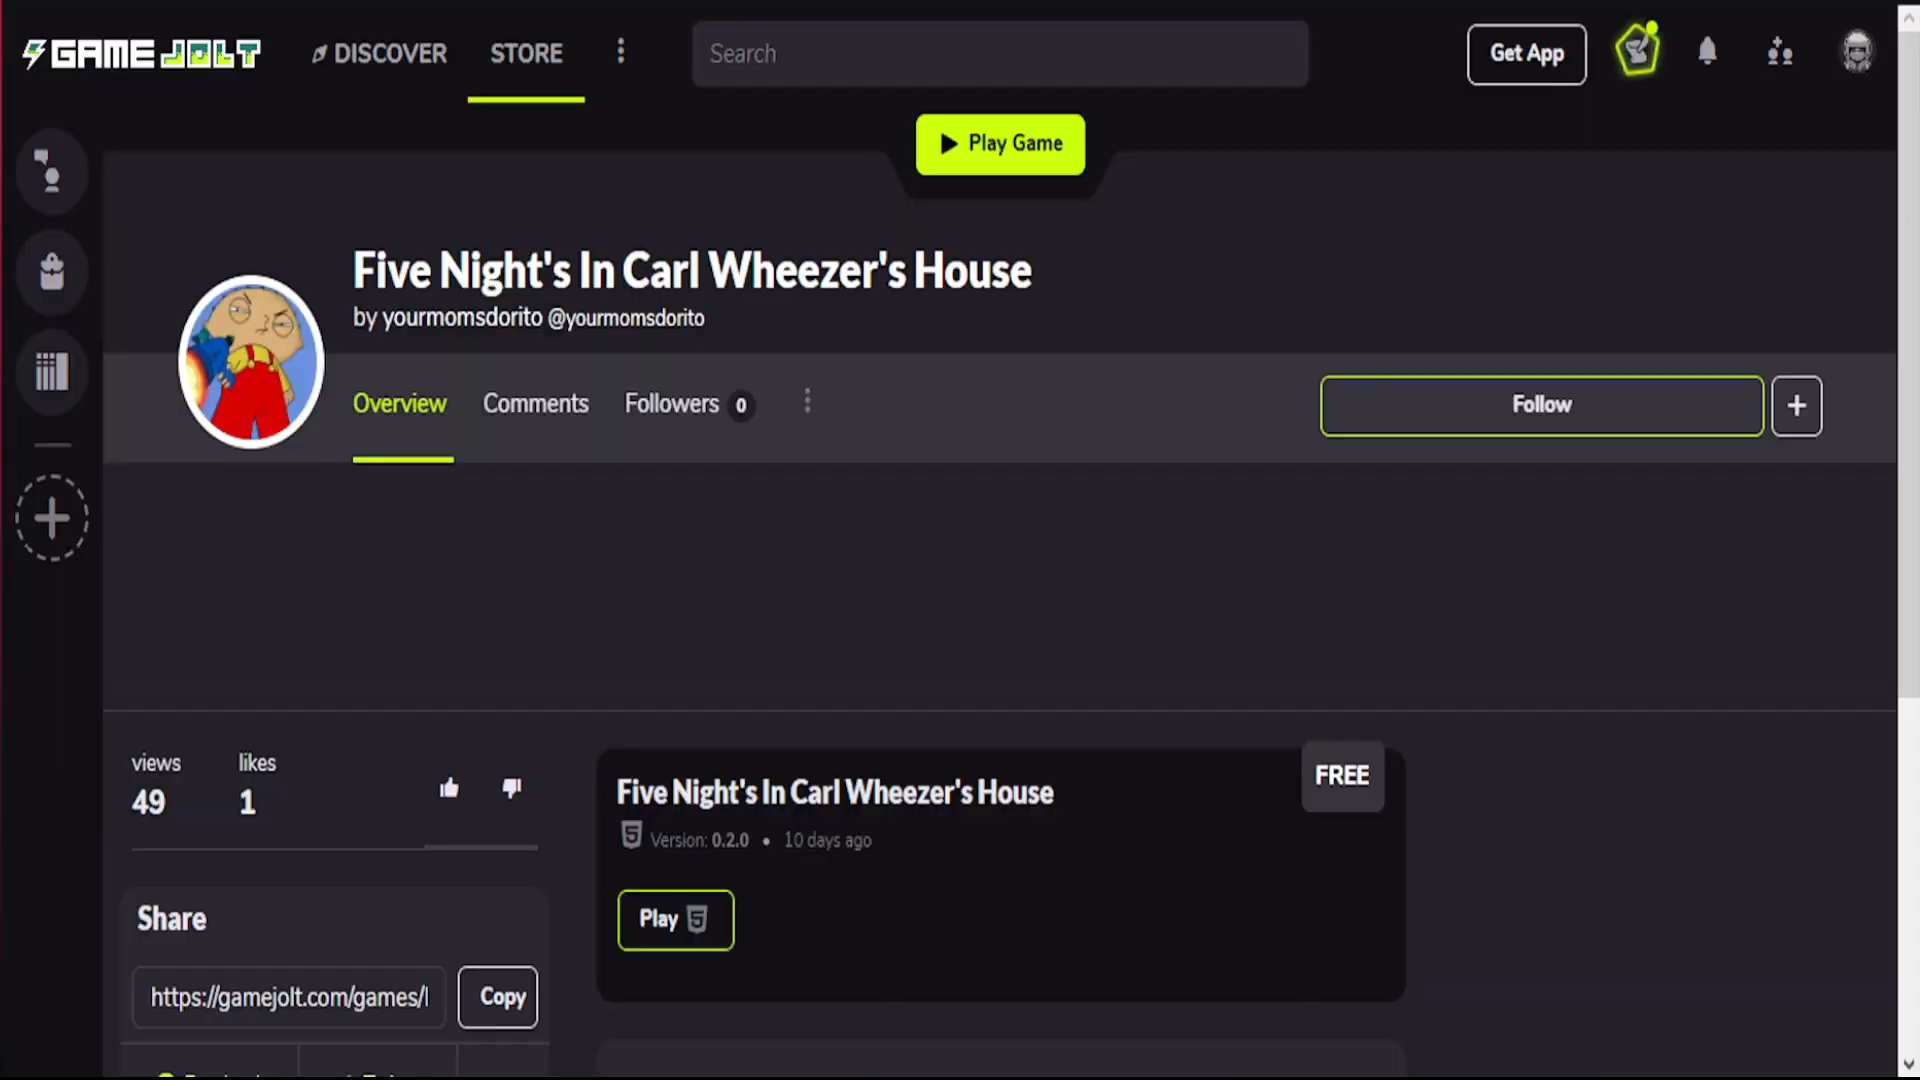 GAME JOLT
DISCOVER
STORE
Search
Get App
Play Game
Five Night's In Carl Wheezer's House
by yourmomsdorito @yourmomsdorito
Overview
Comments
Followers 0
Follow
views
49
likes
1
Five Night's In Carl Wheezer's House
FREE
Version: 0.2.0 • 10 days ago
Play
Share
https://gamejolt.com/games/
Copy